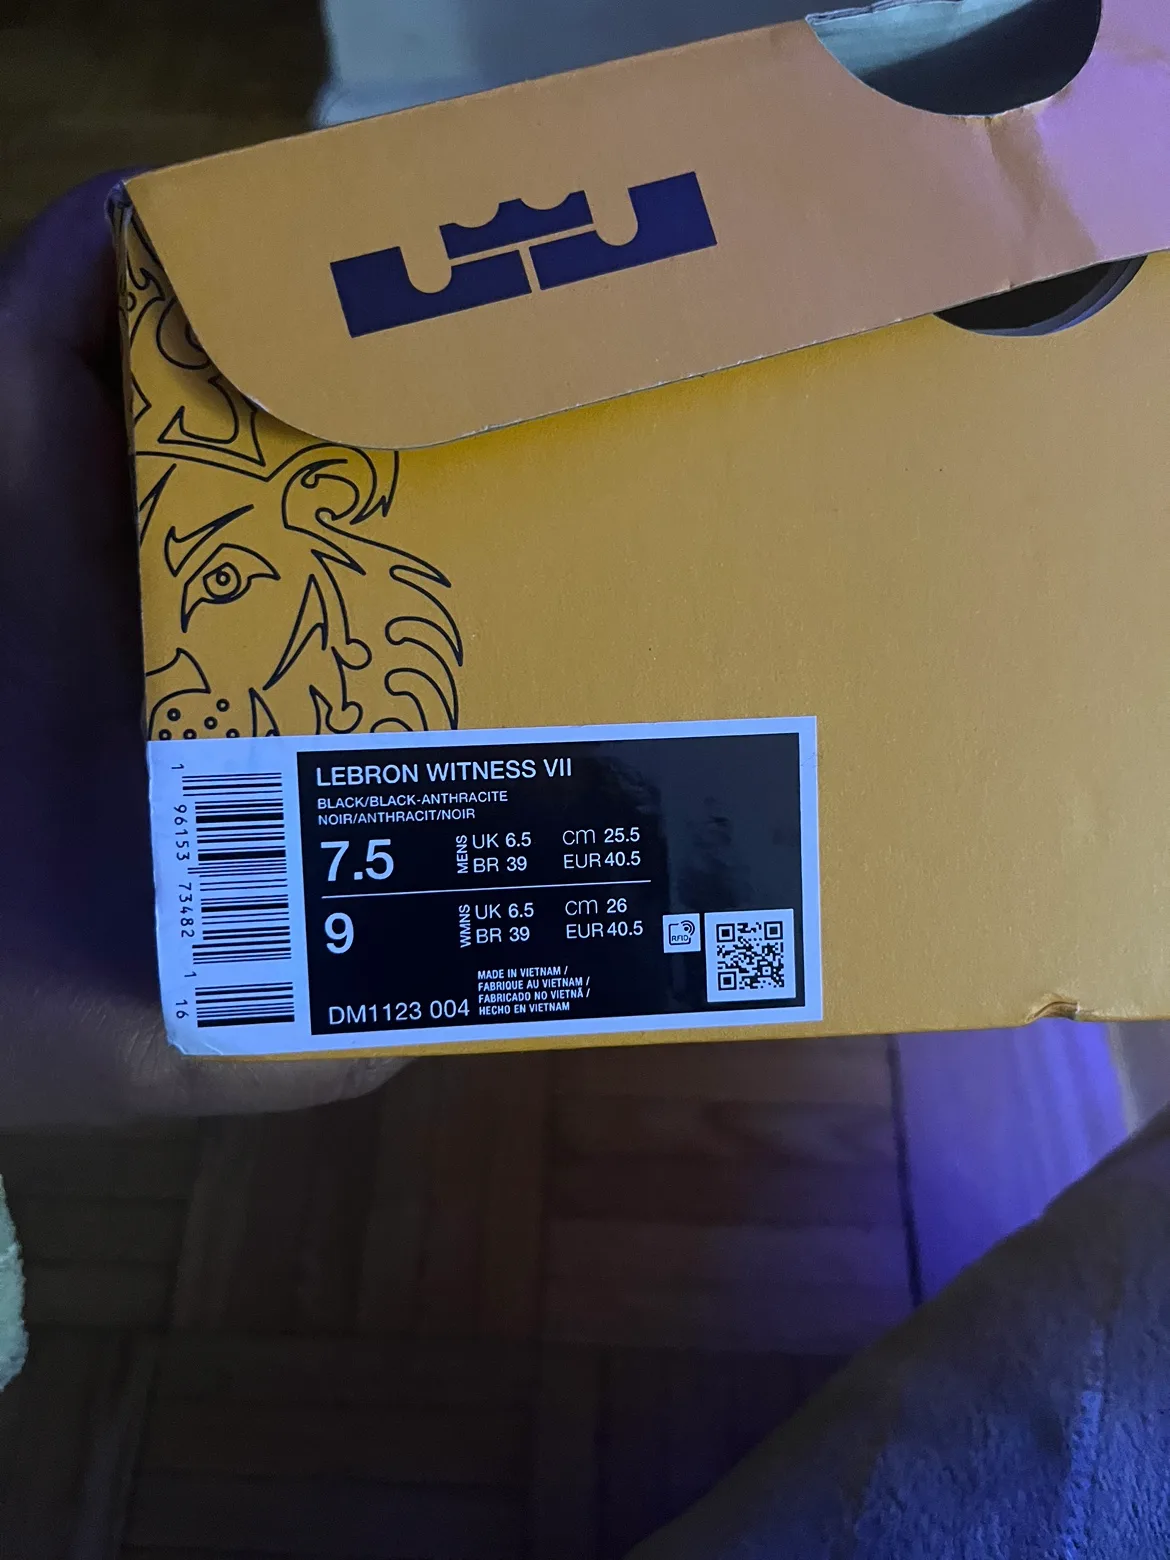 LEBRON WITNESS VII
BLACK/BLACK-ANTHRACITE
NOIR/ANTHRACIT/NOIR
7.5 MENS UK 6.5 CM 25.5
BR 39 EUR 40.5
9 WMNS UK 6.5 CM 26
BR 39 EUR 40.5
RFID
MADE IN VIETNAM /
FABRIQUE AU VIETNAM /
FABRICADO NO VIETNÃ /
HECHO EN VIETNAM
DM1123 004
1 96153 73482 1 16